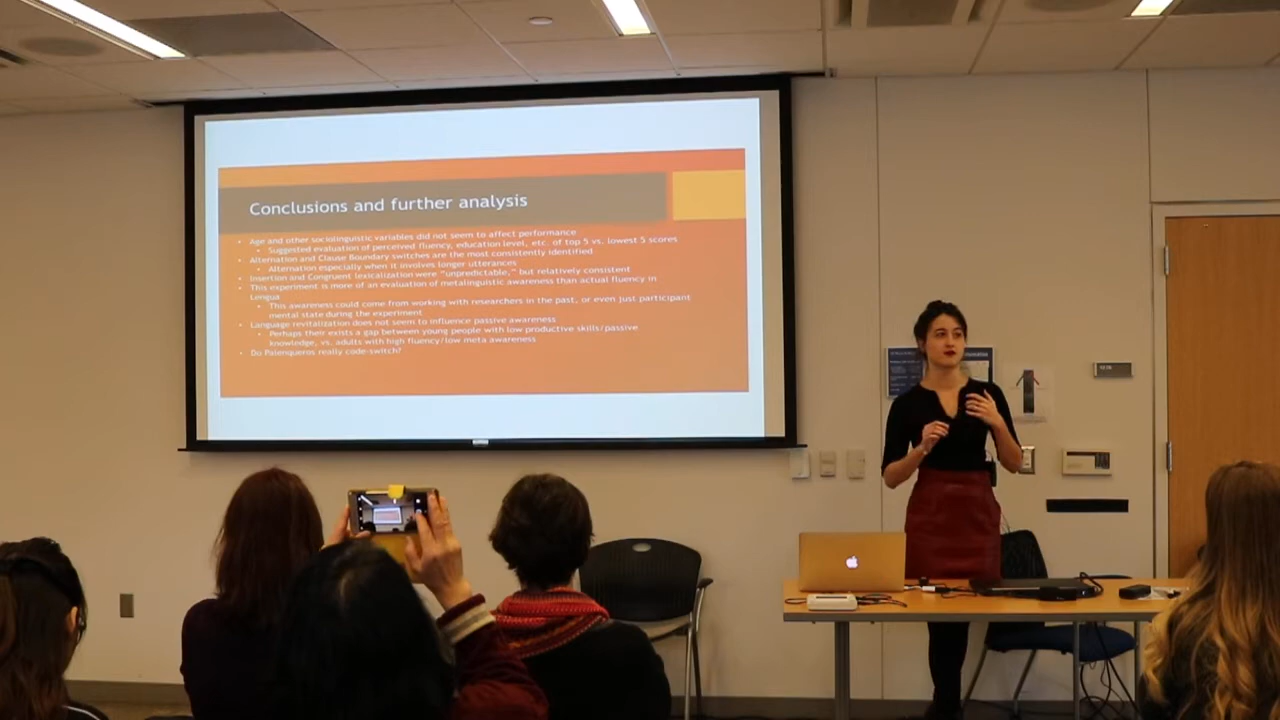 Conclusions and further analysis
• Age and other sociolinguistic variables did not seem to affect performance
• Suggested evaluation of perceived fluency, education level, etc. of top 5 vs. lowest 5 scores
• Alternation and Clause Boundary switches are the most consistently identified
• Alternation especially when it involves longer utterances
• Insertion and Congruent lexicalization were "unpredictable," but relatively consistent
• This experiment is more of an evaluation of metalinguistic awareness than actual fluency in
Lengua
• This awareness could come from working with researchers in the past, or even just participant
mental state during the experiment
• Language revitalization does not seem to influence passive awareness
• Perhaps their exists a gap between young people with low productive skills/passive
knowledge, vs. adults with high fluency/low meta awareness
• Do Palenqueros really code-switch?